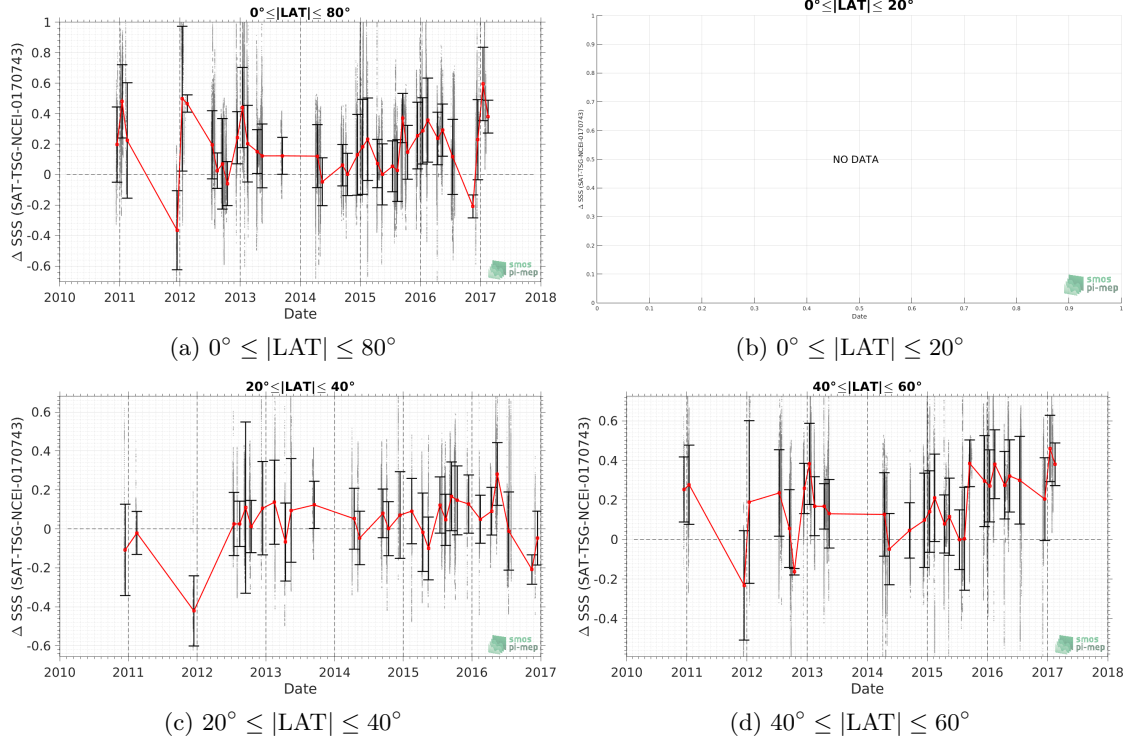 0°≤|LAT|≤ 80°
Δ SSS (SAT-TSG-NCEI-0170743)
1
0.8
0.6
0.4
0.2
0
-0.2
-0.4
-0.6
2010 2011 2012 2013 2014 2015 2016 2017 2018
Date
smos
pi-mep
(a) 0° ≤ |LAT| ≤ 80°
0°≤|LAT|≤ 20°
Δ SSS (SAT-TSG-NCEI-0170743)
1
0.9
0.8
0.7
0.6
0.5
0.4
0.3
0.2
0.1
0
NO DATA
0 0.1 0.2 0.3 0.4 0.5 0.6 0.7 0.8 0.9 1
Date
smos
pi-mep
(b) 0° ≤ |LAT| ≤ 20°
20°≤|LAT|≤ 40°
Δ SSS (SAT-TSG-NCEI-0170743)
0.6
0.4
0.2
0
-0.2
-0.4
-0.6
2010 2011 2012 2013 2014 2015 2016 2017
Date
smos
pi-mep
(c) 20° ≤ |LAT| ≤ 40°
40°≤|LAT|≤ 60°
Δ SSS (SAT-TSG-NCEI-0170743)
0.6
0.4
0.2
0
-0.2
-0.4
2010 2011 2012 2013 2014 2015 2016 2017 2018
Date
smos
pi-mep
(d) 40° ≤ |LAT| ≤ 60°